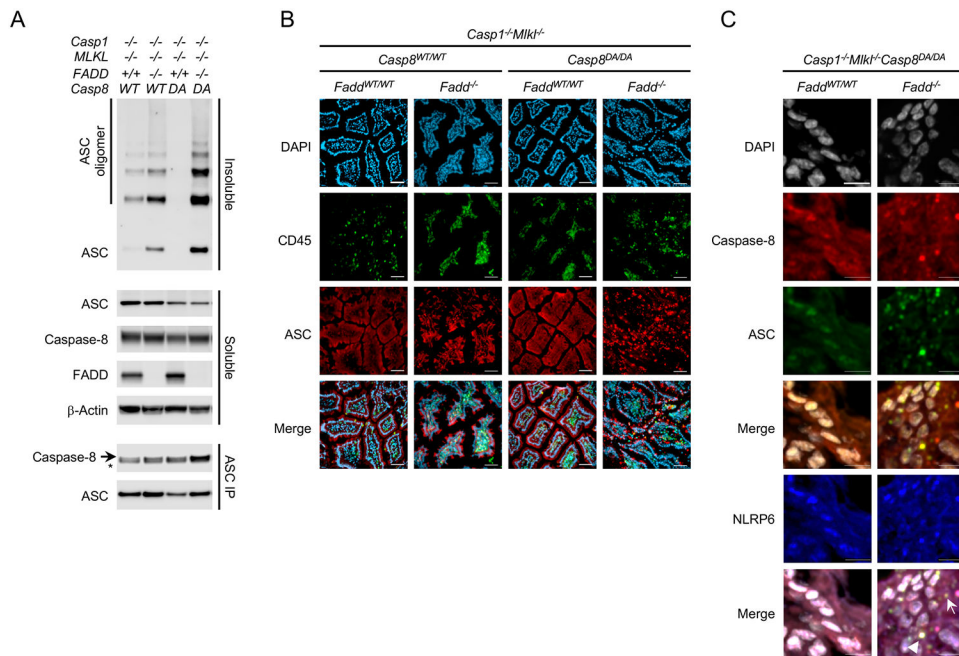 A
Casp1 -/- -/- -/- -/-
MLKL -/- -/- -/- -/-
FADD +/+ -/- +/+ -/-
Casp8 WT WT DA DA
ASC oligomer
ASC
Insoluble
ASC
Caspase-8
FADD
β-Actin
Soluble
Caspase-8
*
ASC
ASC IP
B
Casp1-/-Mlkl-/-
Casp8WT/WT Casp8DA/DA
FaddWT/WT Fadd-/- FaddWT/WT Fadd-/-
DAPI
CD45
ASC
Merge
C
Casp1-/-Mlkl-/-Casp8DA/DA
FaddWT/WT Fadd-/-
DAPI
Caspase-8
ASC
Merge
NLRP6
Merge